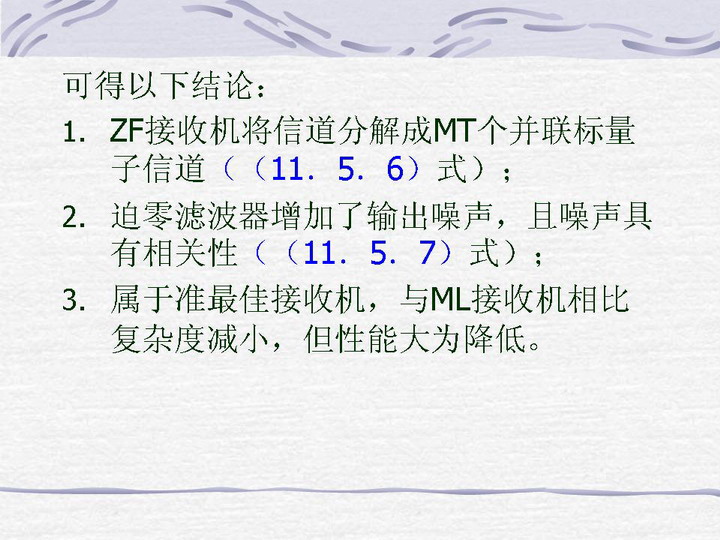 可得以下结论：
1. ZF接收机将信道分解成MT个并联标量
子信道（（11．5．6）式）；
2. 迫零滤波器增加了输出噪声，且噪声具
有相关性（（11．5．7）式）；
3. 属于准最佳接收机，与ML接收机相比
复杂度减小，但性能大为降低。